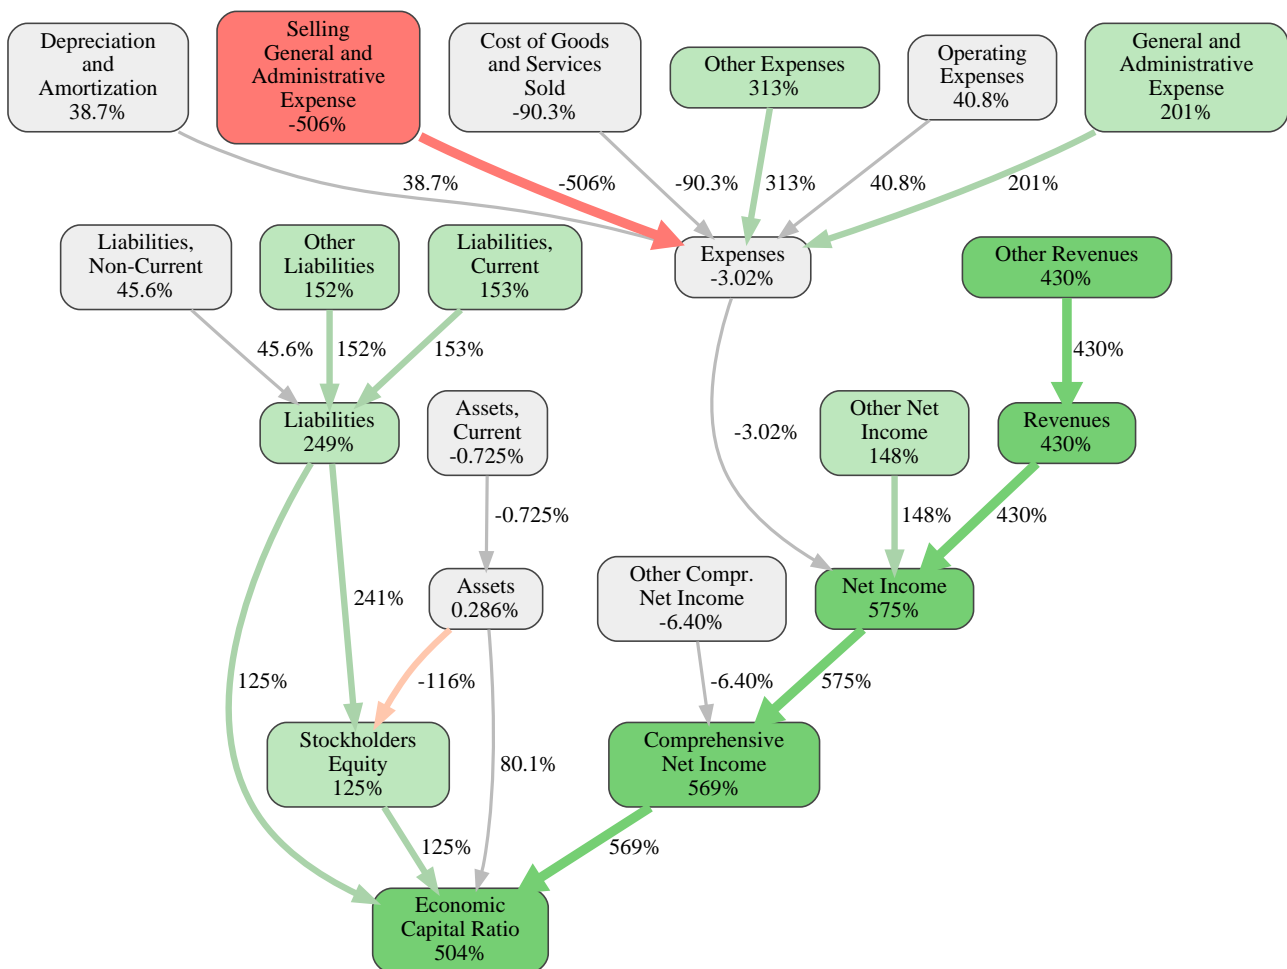 Depreciation
and
Amortization
38.7%
Selling
General and
Administrative
Expense
-506%
Cost of Goods
and Services
Sold
-90.3%
Other Expenses
313%
Operating
Expenses
40.8%
General and
Administrative
Expense
201%
38.7%
-506%
-90.3%
313%
40.8%
201%
Liabilities,
Non-Current
45.6%
Other
Liabilities
152%
Liabilities,
Current
153%
Expenses
-3.02%
Other Revenues
430%
45.6%
152%
153%
430%
Liabilities
249%
Assets,
Current
-0.725%
-3.02%
Other Net
Income
148%
Revenues
430%
-0.725%
148%
430%
Assets
0.286%
Other Compr.
Net Income
-6.40%
Net Income
575%
241%
125%
-116%
-6.40%
575%
Stockholders
Equity
125%
80.1%
Comprehensive
Net Income
569%
125%
569%
Economic
Capital Ratio
504%